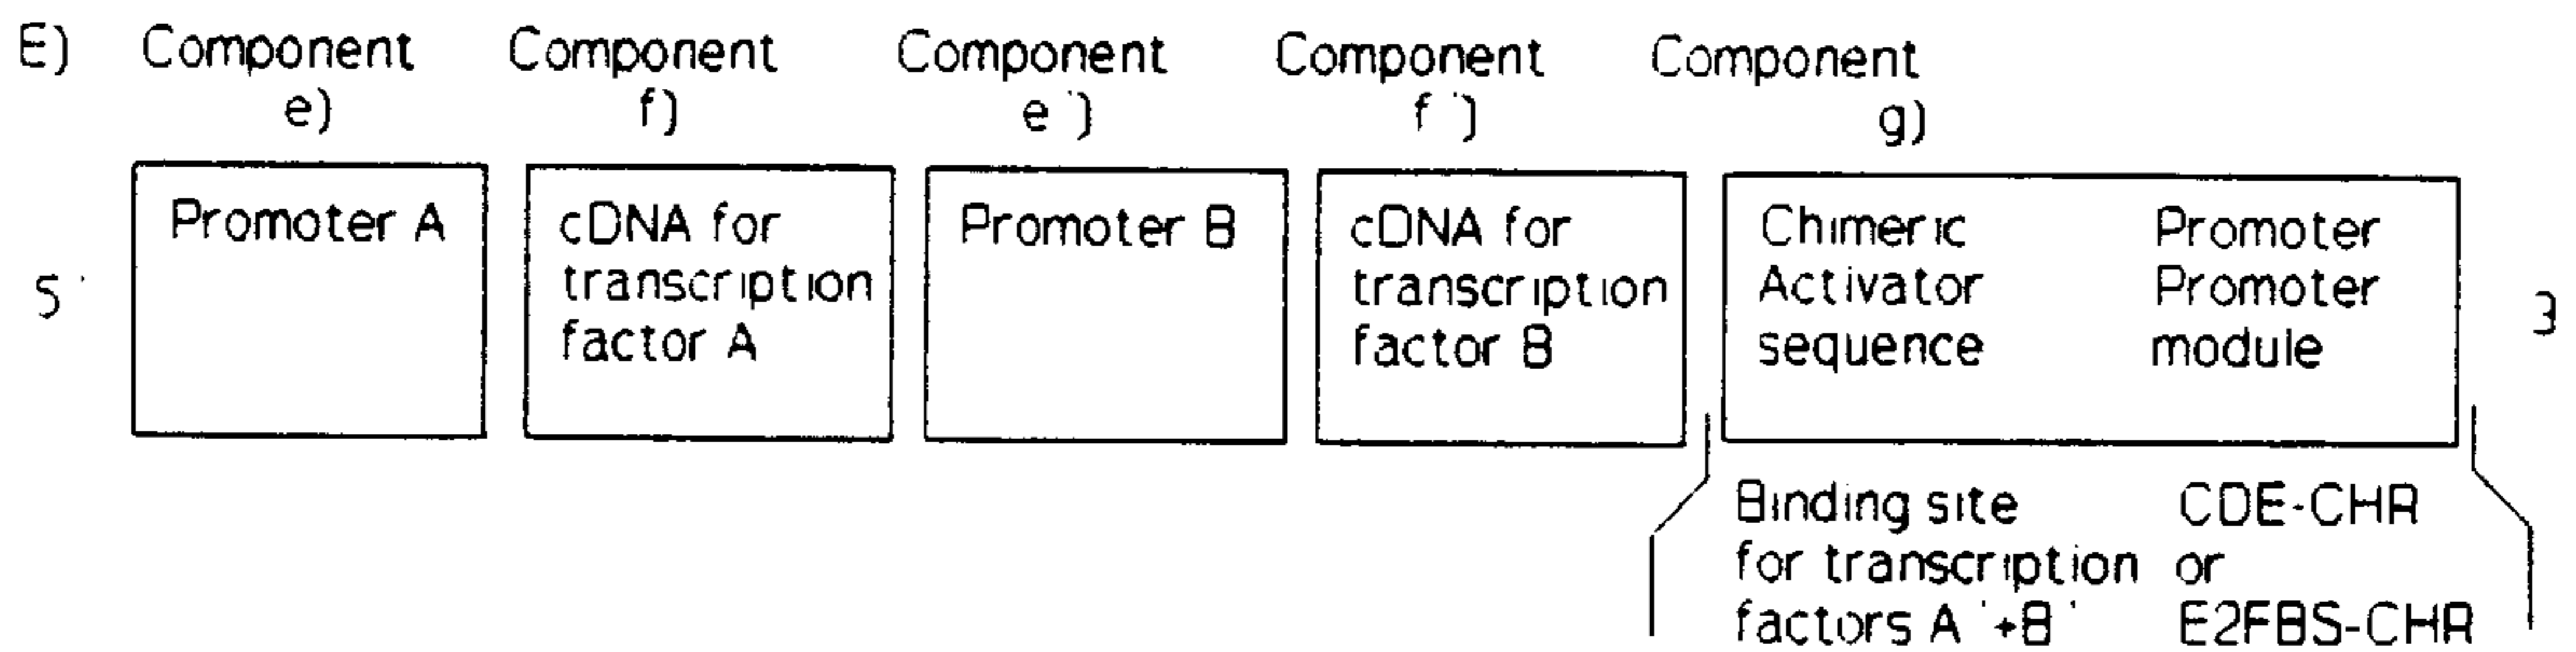 E) Component Component Component Component Component
e) f) e') f') g)
Promoter A cDNA for Promoter B cDNA for Chimeric Promoter
5' transcription transcription Activator Promoter 3
factor A factor B sequence module
Binding site CDE-CHR
for transcription or
factors A'+B' E2FBS-CHR